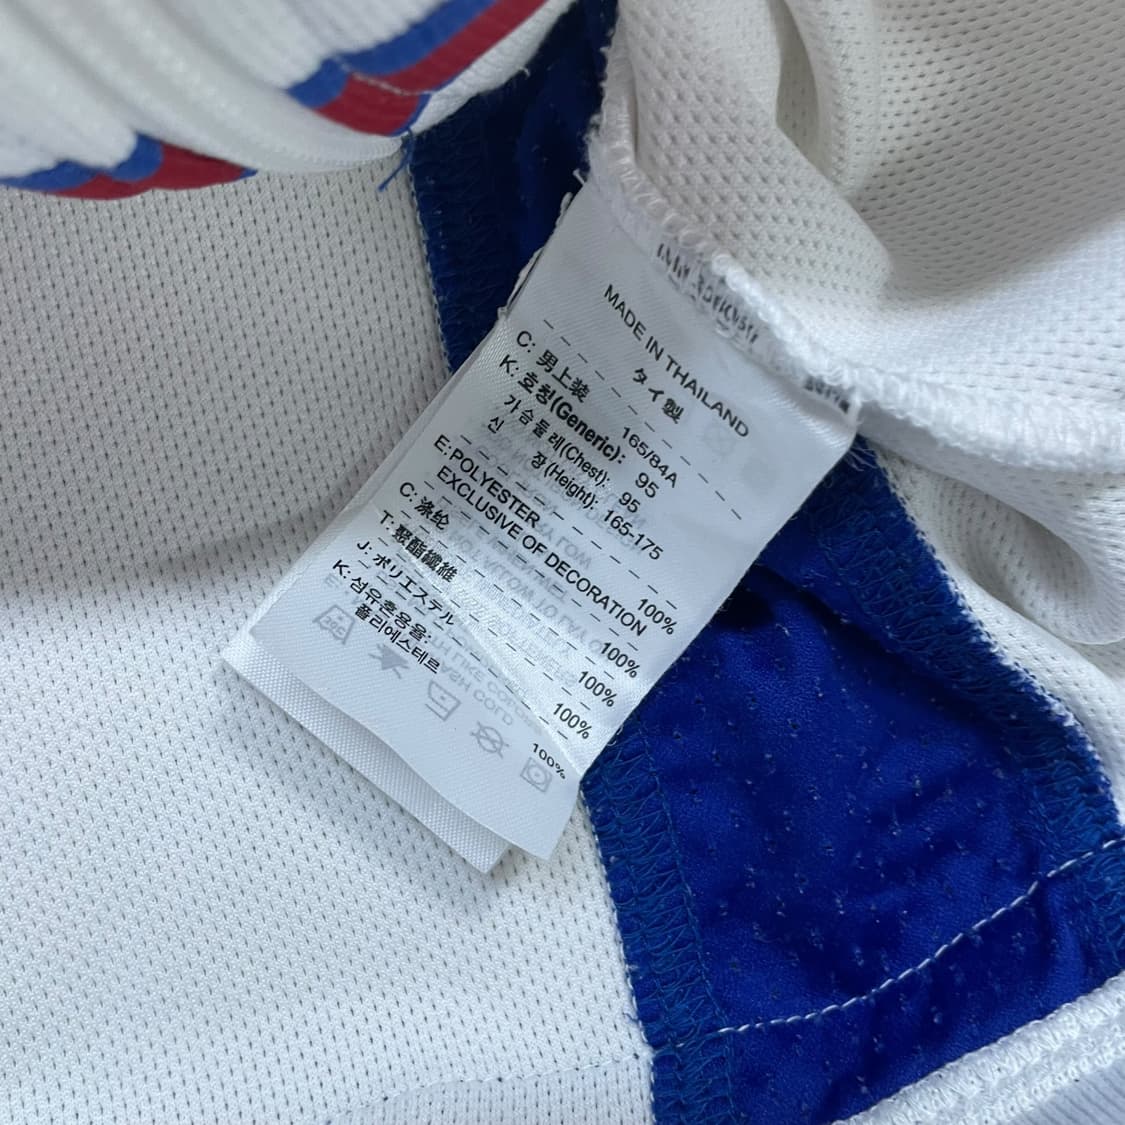 MADE IN THAILAND
タイ製
C: 男上装 165/84A
K: 호칭(Generic): 95
가슴둘레(Chest): 95
신 장(Height): 165-175
E:POLYESTER 100%
EXCLUSIVE OF DECORATION
C: 涤纶 100%
T: 聚酯纖維 100%
J: ポリエステル 100%
K: 섬유혼용율:
폴리에스테르 100%